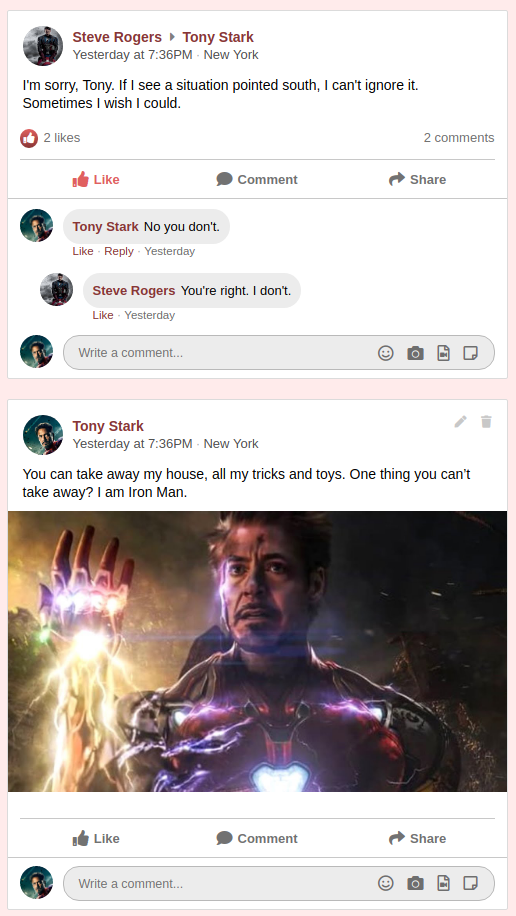 Steve Rogers Tony Stark
Yesterday at 7:36PM · New York
I'm sorry, Tony. If I see a situation pointed south, I can't ignore it.
Sometimes I wish I could.
2 likes 2 comments
Like Comment Share
Tony Stark No you don't.
Like · Reply · Yesterday
Steve Rogers You're right. I don't.
Like · Yesterday
Write a comment...
Tony Stark
Yesterday at 7:36PM · New York
You can take away my house, all my tricks and toys. One thing you can’t
take away? I am Iron Man.
Like Comment Share
Write a comment...